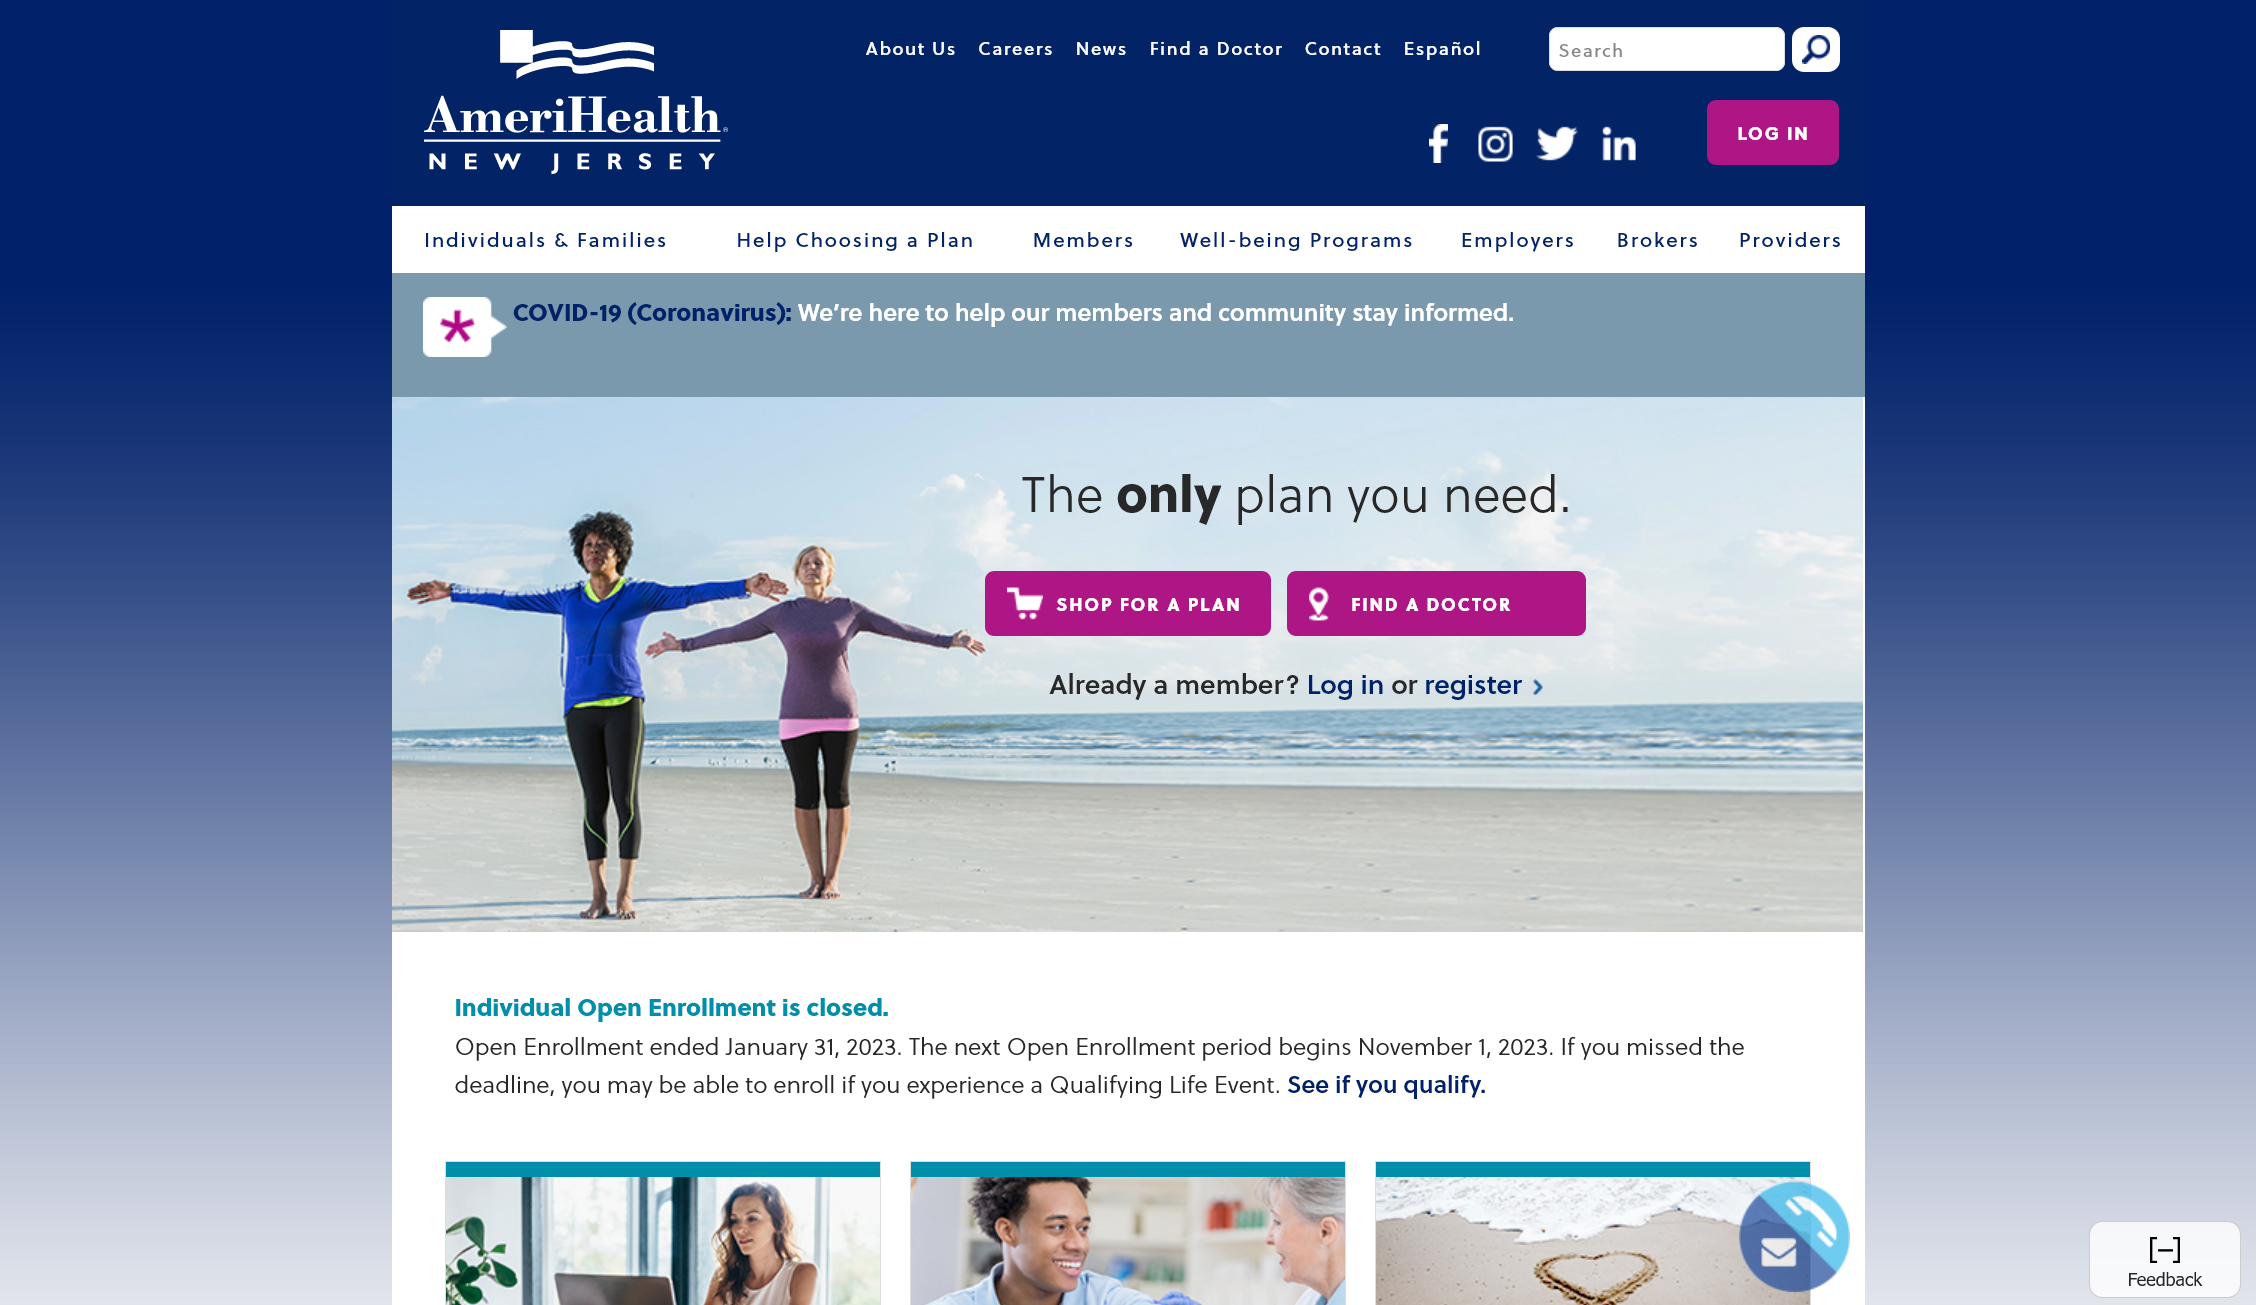 About Us Careers News Find a Doctor Contact Español
Search
AmeriHealth®
NEW JERSEY
LOG IN
Individuals & Families Help Choosing a Plan Members Well-being Programs Employers Brokers Providers
COVID-19 (Coronavirus): We’re here to help our members and community stay informed.
The only plan you need.
SHOP FOR A PLAN FIND A DOCTOR
Already a member? Log in or register
Individual Open Enrollment is closed.
Open Enrollment ended January 31, 2023. The next Open Enrollment period begins November 1, 2023. If you missed the
deadline, you may be able to enroll if you experience a Qualifying Life Event. See if you qualify.
Feedback